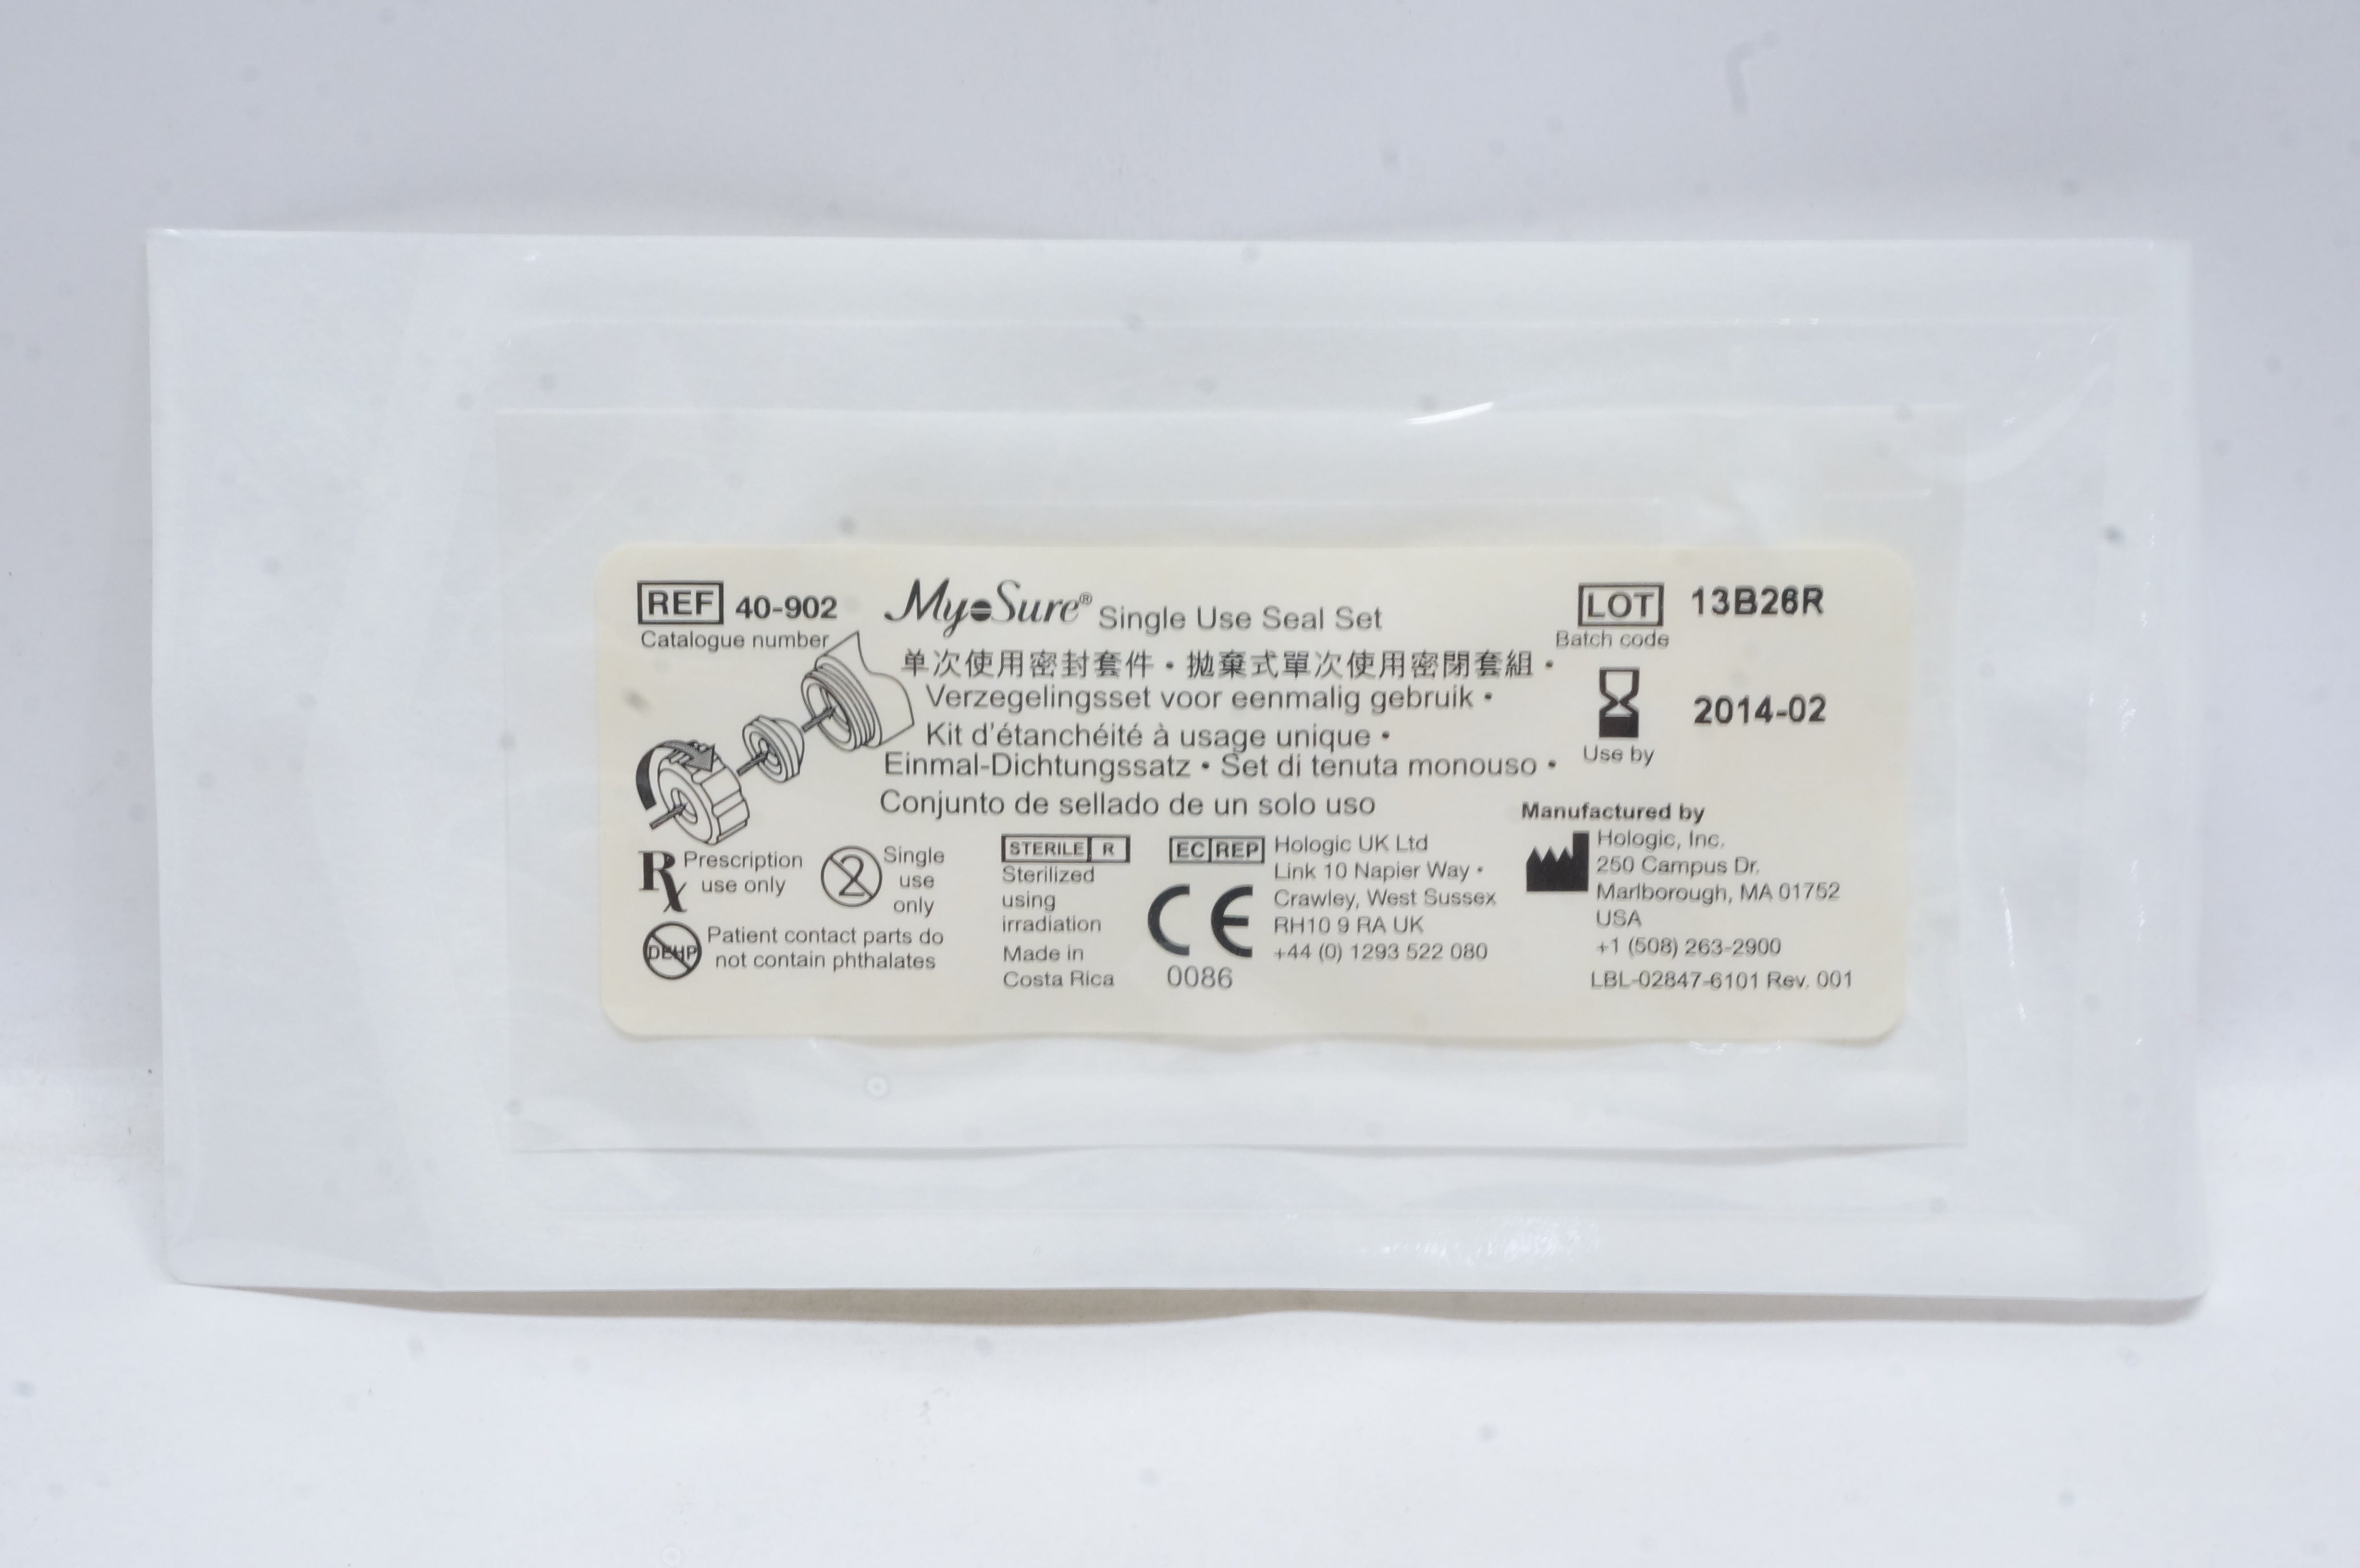 REF 40-902
Catalogue number
MyoSure® Single Use Seal Set
单次使用密封套件 • 拋棄式單次使用密閉套組 •
Verzegelingsset voor eenmalig gebruik •
Kit d'étanchéité à usage unique •
Einmal-Dichtungssatz • Set di tenuta monouso •
Conjunto de sellado de un solo uso
LOT 13B26R
Batch code
2014-02
Use by
Rx Prescription
use only
2 Single
use
only
DEHP Patient contact parts do
not contain phthalates
STERILE R
Sterilized
using
irradiation
Made in
Costa Rica
EC REP Hologic UK Ltd
Link 10 Napier Way •
Crawley, West Sussex
RH10 9 RA UK
+44 (0) 1293 522 080
CE
0086
Manufactured by
Hologic, Inc.
250 Campus Dr.
Marlborough, MA 01752
USA
+1 (508) 263-2900
LBL-02847-6101 Rev. 001